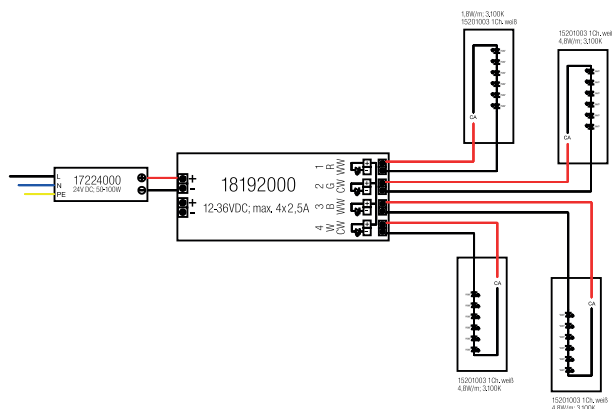 1,8W/m; 3,100K
15201003 1Ch. weiß
15201003 1Ch. weiß
4,8W/m; 3,100K
CA
CA
L
N
PE
17224000
24V DC; 50-100W
+
-
+
-
+
-
18192000
12-36VDC; max. 4x2,5A
1 R WW
2 G CW
3 B WW
4 W CW
CA
CA
15201003 1Ch. weiß
4,8W/m; 3,100K
15201003 1Ch. weiß
4,8W/m; 3,100K